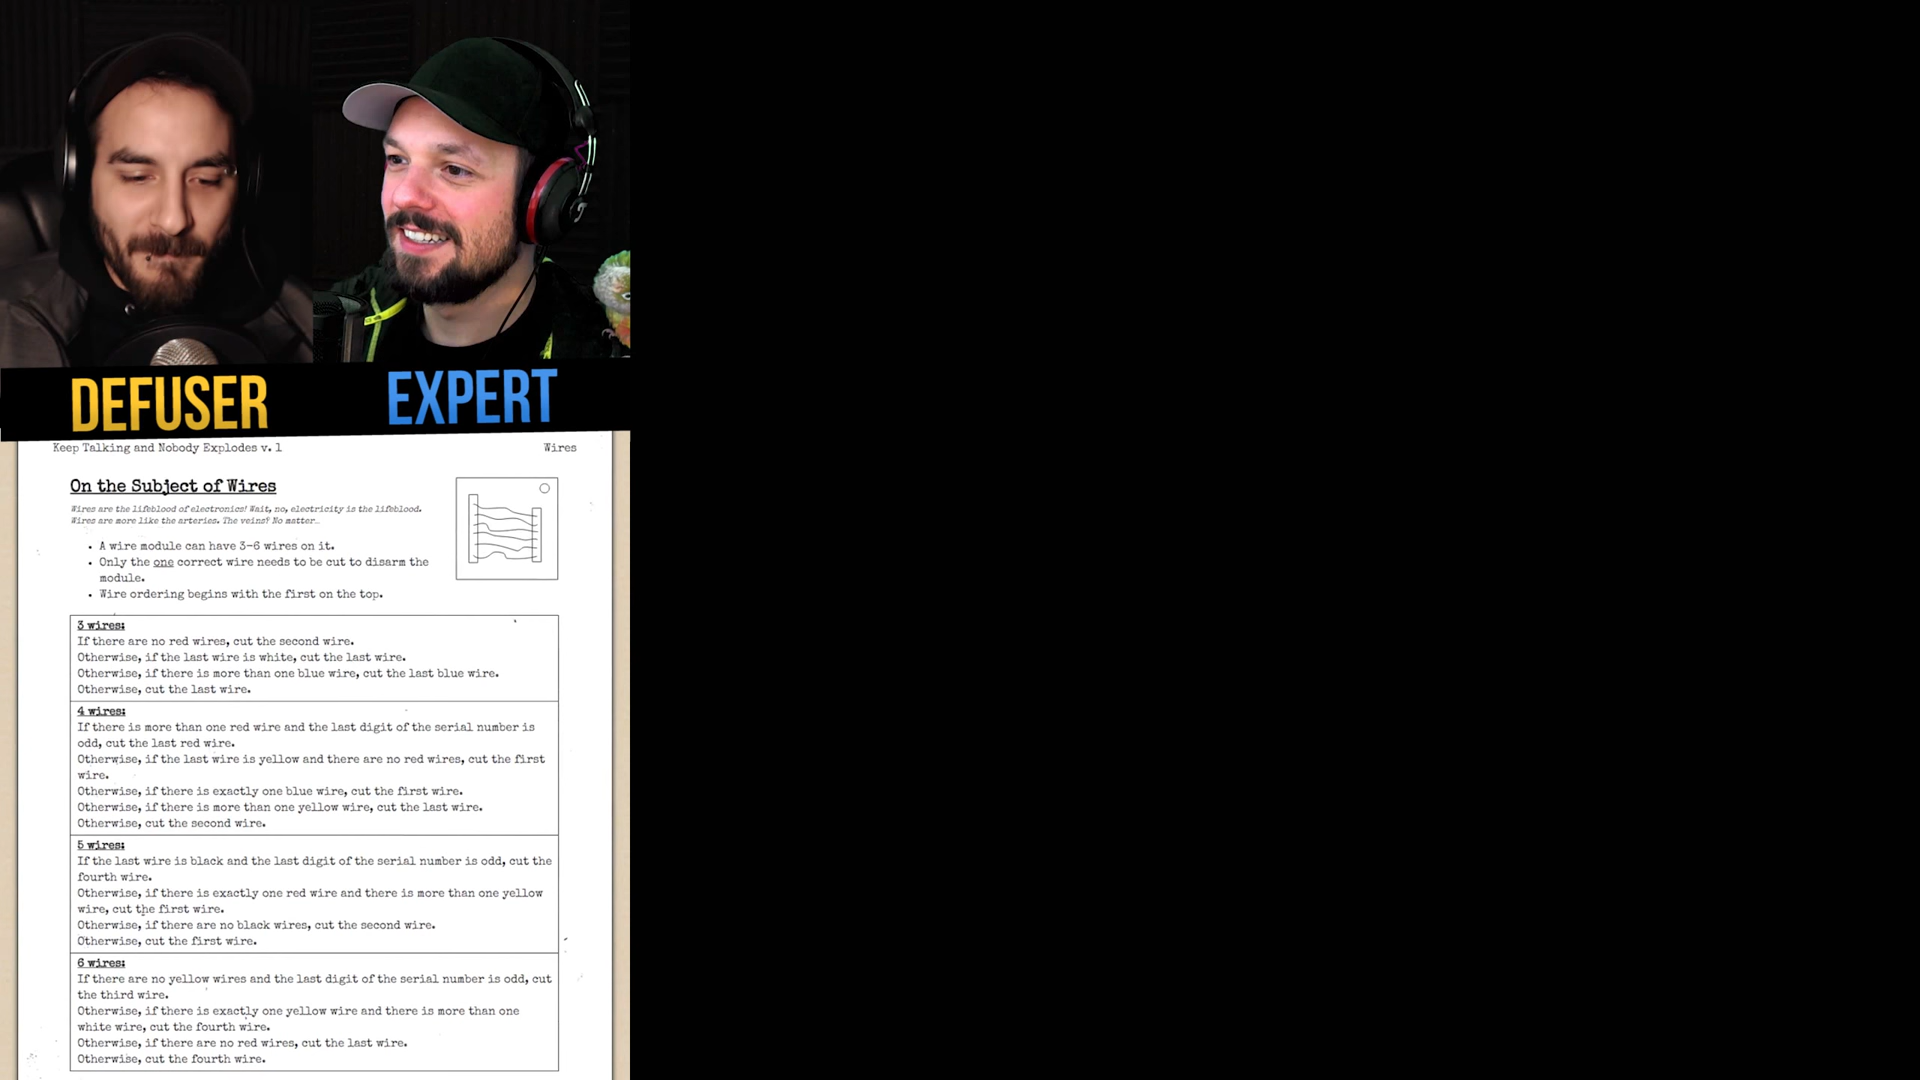 DEFUSER
EXPERT
Keep Talking and Nobody Explodes v. 1
Wires
On the Subject of Wires
Wires are the lifeblood of electronics! Wait, no, electricity is the lifeblood.
Wires are more like the arteries. The veins? No matter...
• A wire module can have 3-6 wires on it.
• Only the one correct wire needs to be cut to disarm the
module.
• Wire ordering begins with the first on the top.
3 wires:
If there are no red wires, cut the second wire.
Otherwise, if the last wire is white, cut the last wire.
Otherwise, if there is more than one blue wire, cut the last blue wire.
Otherwise, cut the last wire.
4 wires:
If there is more than one red wire and the last digit of the serial number is
odd, cut the last red wire.
Otherwise, if the last wire is yellow and there are no red wires, cut the first
wire.
Otherwise, if there is exactly one blue wire, cut the first wire.
Otherwise, if there is more than one yellow wire, cut the last wire.
Otherwise, cut the second wire.
5 wires:
If the last wire is black and the last digit of the serial number is odd, cut the
fourth wire.
Otherwise, if there is exactly one red wire and there is more than one yellow
wire, cut the first wire.
Otherwise, if there are no black wires, cut the second wire.
Otherwise, cut the first wire.
6 wires:
If there are no yellow wires and the last digit of the serial number is odd, cut
the third wire.
Otherwise, if there is exactly one yellow wire and there is more than one
white wire, cut the fourth wire.
Otherwise, if there are no red wires, cut the last wire.
Otherwise, cut the fourth wire.